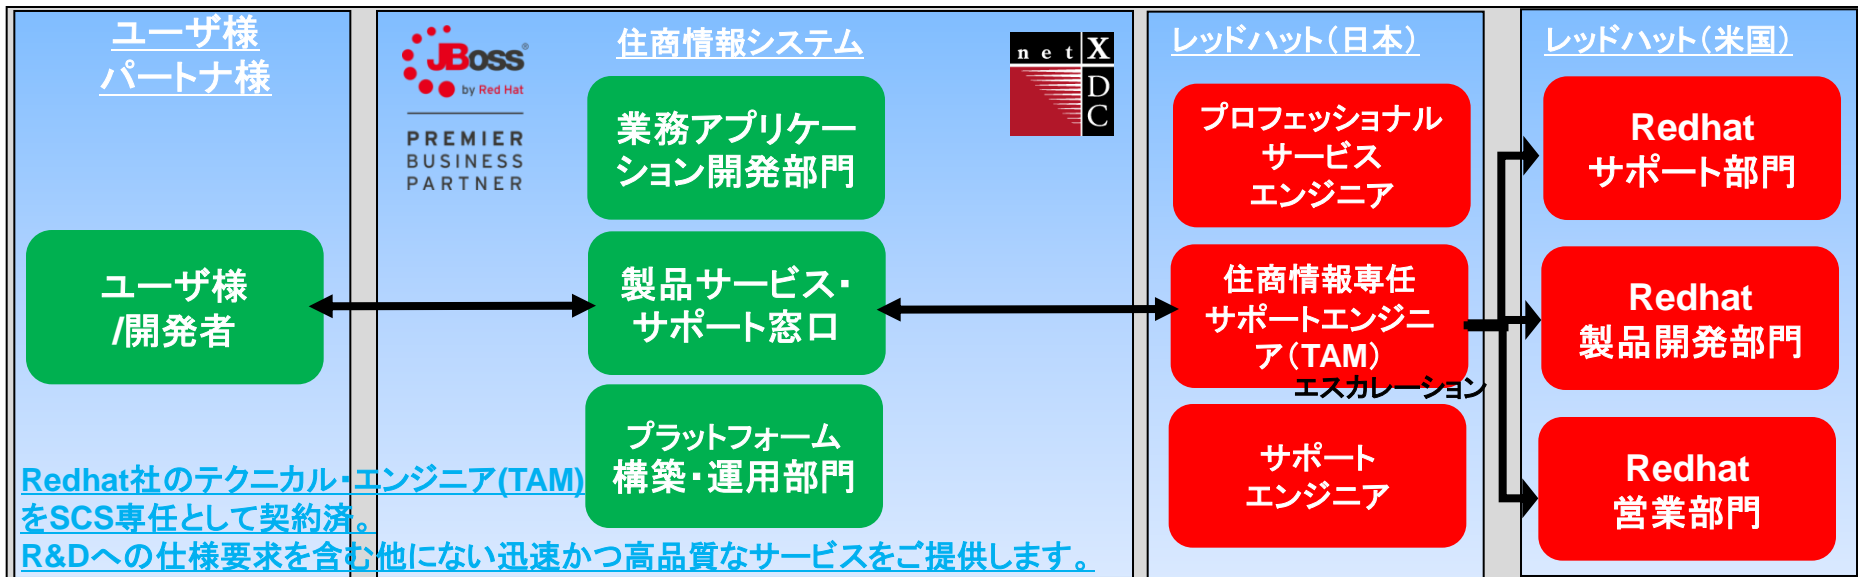 ユーザ様
パートナ様
ユーザ様
/開発者
JBoss
by Red Hat
PREMIER
BUSINESS
PARTNER
住商情報システム
net X
D
C
業務アプリケー
ション開発部門
製品サービス・
サポート窓口
プラットフォーム
構築・運用部門
レッドハット（日本）
プロフェッショナル
サービス
エンジニア
住商情報専任
サポートエンジニ
ア（TAM）
エスカレーション
サポート
エンジニア
レッドハット（米国）
Redhat
サポート部門
Redhat
製品開発部門
Redhat
営業部門
Redhat社のテクニカル・エンジニア(TAM)
をSCS専任として契約済。
R&Dへの仕様要求を含む他にない迅速かつ高品質なサービスをご提供します。